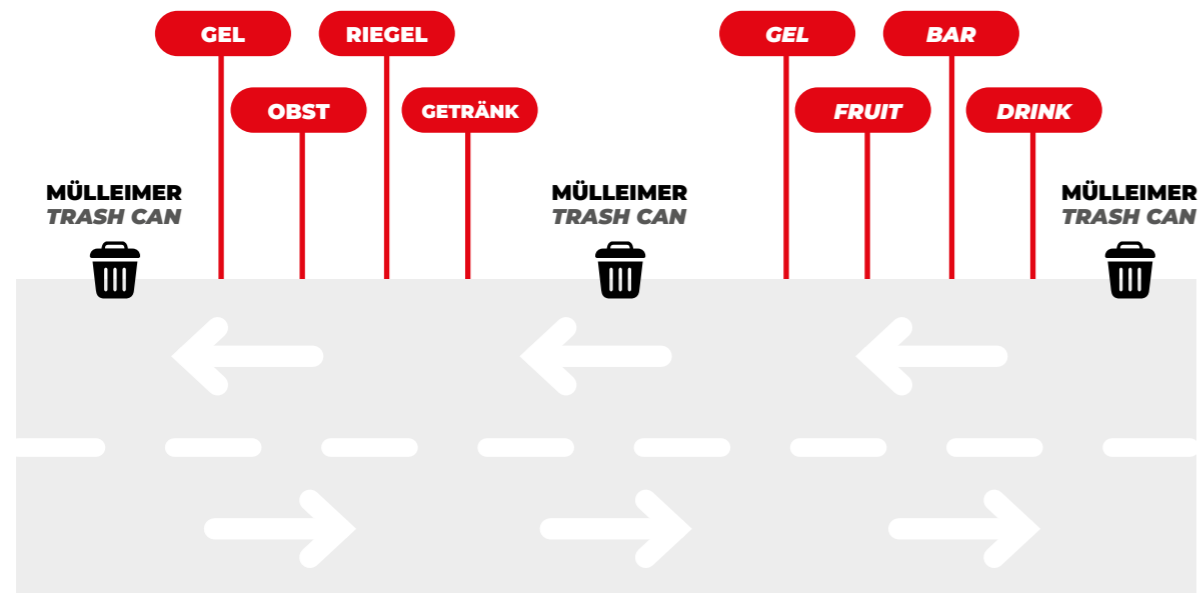 GEL
RIEGEL
GEL
BAR
OBST
GETRÄNK
FRUIT
DRINK
MÜLLEIMER
TRASH CAN
MÜLLEIMER
TRASH CAN
MÜLLEIMER
TRASH CAN